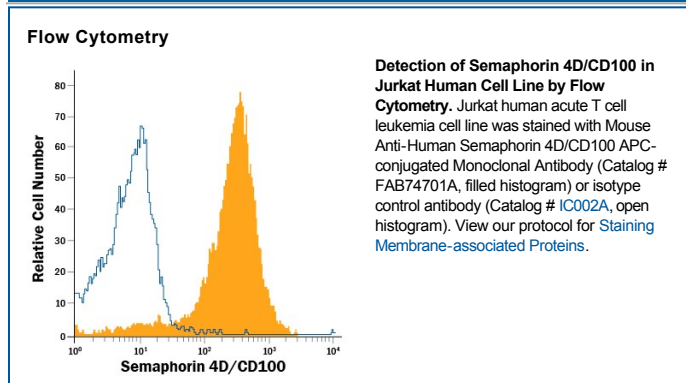 Flow Cytometry
Detection of Semaphorin 4D/CD100 in
Jurkat Human Cell Line by Flow
Cytometry. Jurkat human acute T cell
leukemia cell line was stained with Mouse
Anti-Human Semaphorin 4D/CD100 APC-
conjugated Monoclonal Antibody (Catalog #
FAB74701A, filled histogram) or isotype
control antibody (Catalog # IC002A, open
histogram). View our protocol for Staining
Membrane-associated Proteins.
Relative Cell Number
80
70
60
50
40
30
20
10
0
10⁰ 10¹ 10² 10³ 10⁴
Semaphorin 4D/CD100